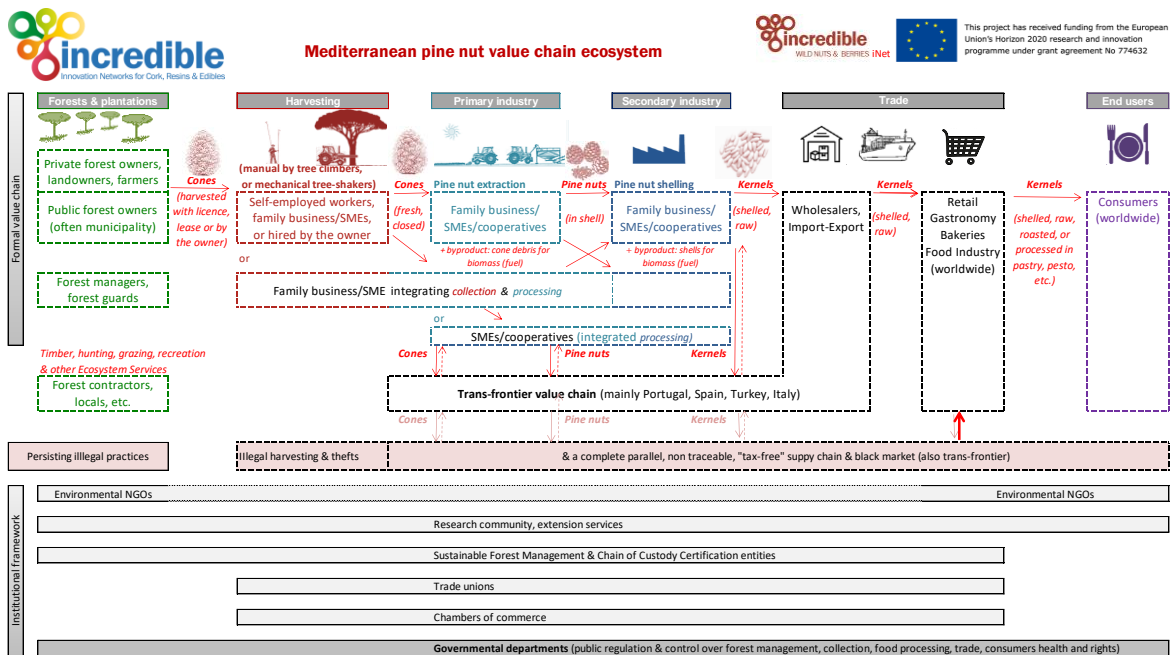 incredible
Innovation Networks for Cork, Resins & Edibles
Mediterranean pine nut value chain ecosystem
incredible
WILD NUTS & BERRIES iNet
This project has received funding from the European
Union's Horizon 2020 research and innovation
programme under grant agreement No 774632
Formal value chain
Forests & plantations
Harvesting
Primary industry
Secondary industry
Trade
End users
Private forest owners,
landowners, farmers
Public forest owners
(often municipality)
Cones
(harvested
with licence,
lease or by
the owner)
(manual by tree climbers,
or mechanical tree-shakers)
Self-employed workers,
family business/SMEs,
or hired by the owner
or
Cones
(fresh,
closed)
Pine nut extraction
Family business/
SMEs/cooperatives
+ byproduct: cone debris for
biomass (fuel)
Pine nuts
(in shell)
Pine nut shelling
Family business/
SMEs/cooperatives
+ byproduct: shells for
biomass (fuel)
Kernels
(shelled,
raw)
Wholesalers,
Import-Export
Kernels
(shelled,
raw)
Retail
Gastronomy
Bakeries
Food Industry
(worldwide)
Kernels
(shelled, raw,
roasted, or
processed in
pastry, pesto,
etc.)
Consumers
(worldwide)
Forest managers,
forest guards
Family business/SME integrating collection & processing
or
SMEs/cooperatives (integrated processing)
Timber, hunting, grazing, recreation
& other Ecosystem Services
Forest contractors,
locals, etc.
Cones
Pine nuts
Kernels
Trans-frontier value chain (mainly Portugal, Spain, Turkey, Italy)
Cones
Pine nuts
Kernels
Persisting illlegal practices
Illegal harvesting & thefts
& a complete parallel, non traceable, "tax-free" suppy chain & black market (also trans-frontier)
Institutional framework
Environmental NGOs
Environmental NGOs
Research community, extension services
Sustainable Forest Management & Chain of Custody Certification entities
Trade unions
Chambers of commerce
Governmental departments (public regulation & control over forest management, collection, food processing, trade, consumers health and rights)